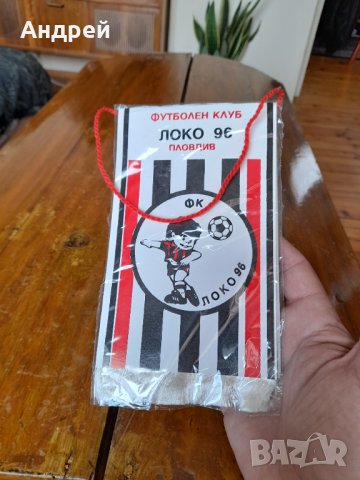 Андрей
ФУТБОЛЕН КЛУБ
ЛОКО 96
ПЛОВДИВ
ФК
ЛОКО 96
BAZAR